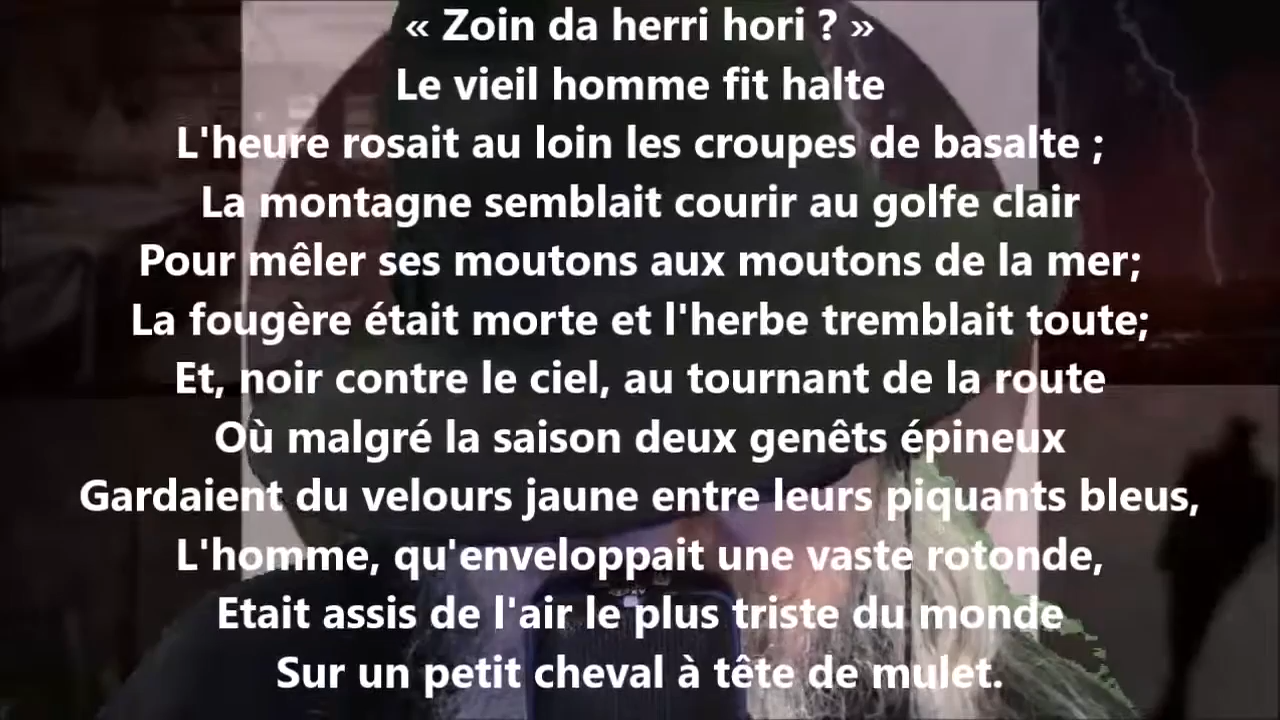 « Zoin da herri hori ? »
Le vieil homme fit halte
L'heure rosait au loin les croupes de basalte ;
La montagne semblait courir au golfe clair
Pour mêler ses moutons aux moutons de la mer;
La fougère était morte et l'herbe tremblait toute;
Et, noir contre le ciel, au tournant de la route
Où malgré la saison deux genêts épineux
Gardaient du velours jaune entre leurs piquants bleus,
L'homme, qu'enveloppait une vaste rotonde,
Etait assis de l'air le plus triste du monde
Sur un petit cheval à tête de mulet.